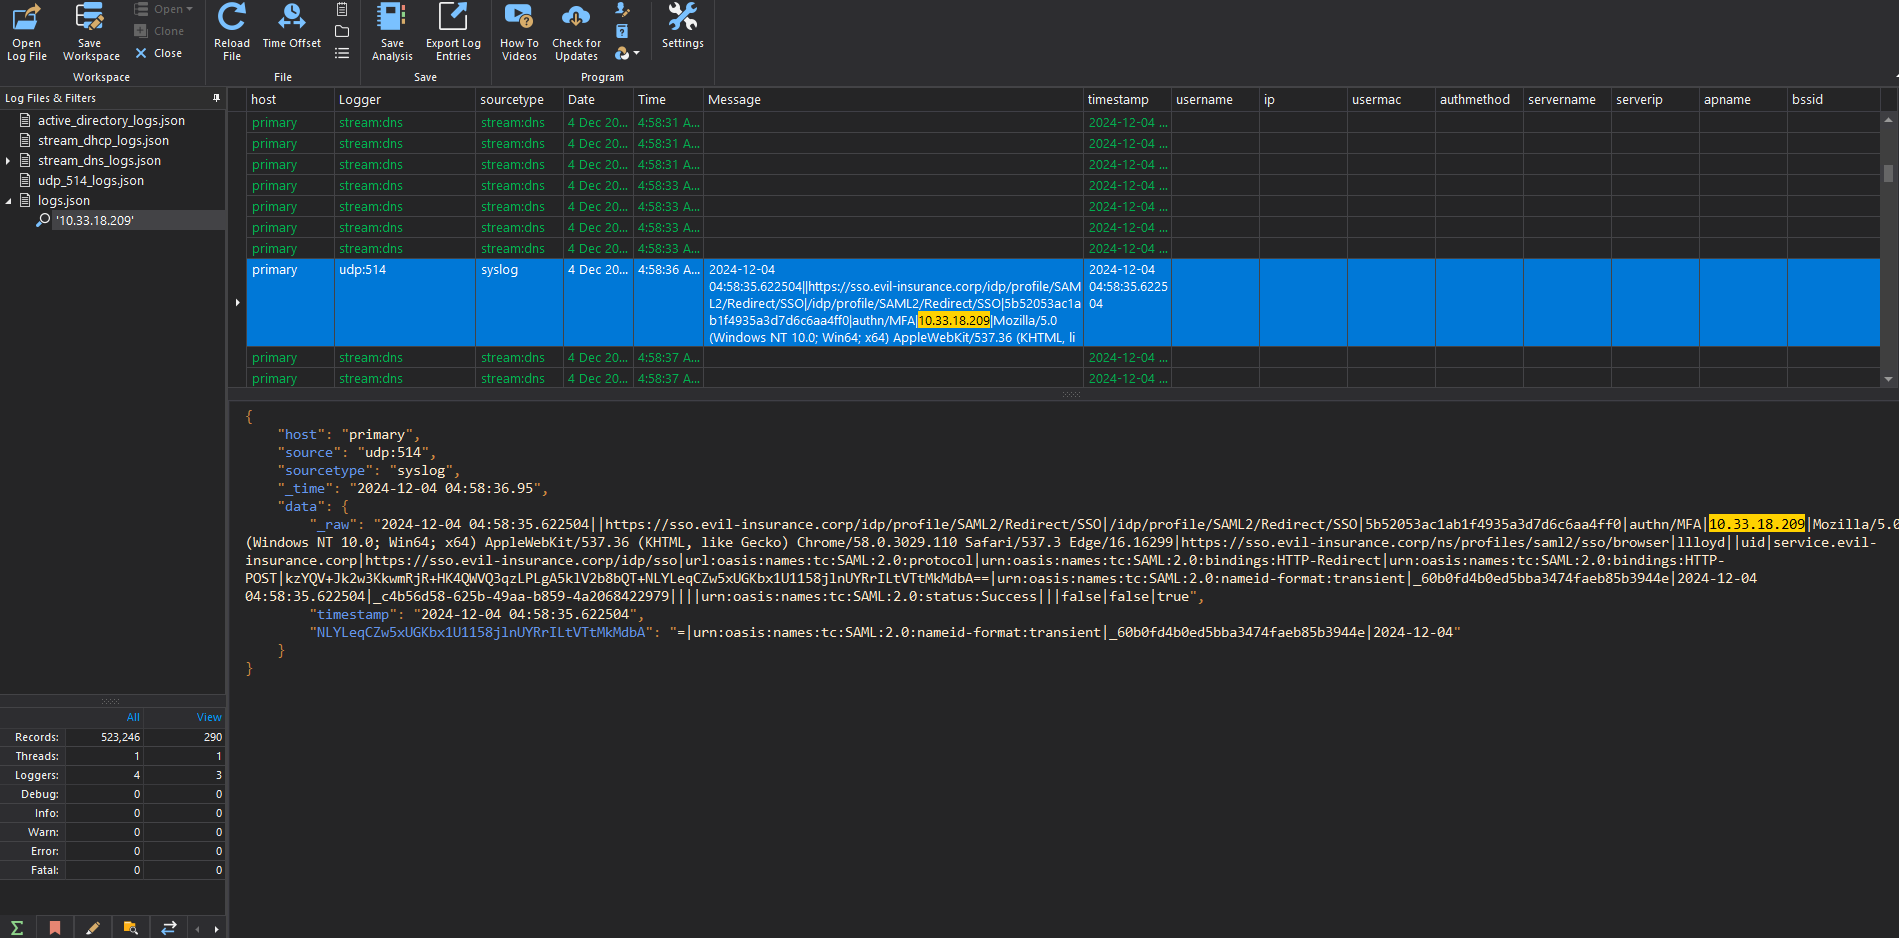 Open Log File
Save Workspace
Open
Clone
Close
Workspace
Reload File
Time Offset
File
Save Analysis
Export Log Entries
Save
How To Videos
Check for Updates
Program
Settings
Log Files & Filters
active_directory_logs.json
stream_dhcp_logs.json
stream_dns_logs.json
udp_514_logs.json
logs.json
'10.33.18.209'
host Logger sourcetype Date Time Message timestamp username ip usermac authmethod servername serverip apname bssid
primary stream:dns stream:dns 4 Dec 20... 4:58:31 A... 2024-12-04 ...
primary stream:dns stream:dns 4 Dec 20... 4:58:31 A... 2024-12-04 ...
primary stream:dns stream:dns 4 Dec 20... 4:58:31 A... 2024-12-04 ...
primary stream:dns stream:dns 4 Dec 20... 4:58:33 A... 2024-12-04 ...
primary stream:dns stream:dns 4 Dec 20... 4:58:33 A... 2024-12-04 ...
primary stream:dns stream:dns 4 Dec 20... 4:58:33 A... 2024-12-04 ...
primary stream:dns stream:dns 4 Dec 20... 4:58:33 A... 2024-12-04 ...
primary udp:514 syslog 4 Dec 20... 4:58:36 A... 2024-12-04 2024-12-04
04:58:35.622504||https://sso.evil-insurance.corp/idp/profile/SAM 04:58:35.6225
L2/Redirect/SSO|/idp/profile/SAML2/Redirect/SSO|5b52053ac1a 04
b1f4935a3d7d6c6aa4ff0|authn/MFA|10.33.18.209|Mozilla/5.0
(Windows NT 10.0; Win64; x64) AppleWebKit/537.36 (KHTML, li
primary stream:dns stream:dns 4 Dec 20... 4:58:37 A... 2024-12-04 ...
primary stream:dns stream:dns 4 Dec 20... 4:58:37 A... 2024-12-04 ...
{
"host": "primary",
"source": "udp:514",
"sourcetype": "syslog",
"_time": "2024-12-04 04:58:36.95",
"data": {
"_raw": "2024-12-04 04:58:35.622504||https://sso.evil-insurance.corp/idp/profile/SAML2/Redirect/SSO|/idp/profile/SAML2/Redirect/SSO|5b52053ac1ab1f4935a3d7d6c6aa4ff0|authn/MFA|10.33.18.209|Mozilla/5.0
(Windows NT 10.0; Win64; x64) AppleWebKit/537.36 (KHTML, like Gecko) Chrome/58.0.3029.110 Safari/537.3 Edge/16.16299|https://sso.evil-insurance.corp/ns/profiles/saml2/sso/browser|llloyd||uid|service.evil-
insurance.corp|https://sso.evil-insurance.corp/idp/sso|url:oasis:names:tc:SAML:2.0:protocol|urn:oasis:names:tc:SAML:2.0:bindings:HTTP-Redirect|urn:oasis:names:tc:SAML:2.0:bindings:HTTP-
POST|kzYQV+Jk2w3KkwmRjR+HK4QWVQ3qzLPLgA5klV2b8bQT+NLYLeqCZw5xUGKbx1U1158jlnUYRrILtVTtMkMdbA==|urn:oasis:names:tc:SAML:2.0:nameid-format:transient|_60b0fd4b0ed5bba3474faeb85b3944e|2024-12-04
04:58:35.622504|_c4b56d58-625b-49aa-b859-4a2068422979||||urn:oasis:names:tc:SAML:2.0:status:Success|||false|false|true",
"timestamp": "2024-12-04 04:58:35.622504",
"NLYLeqCZw5xUGKbx1U1158jlnUYRrILtVTtMkMdbA": "=|urn:oasis:names:tc:SAML:2.0:nameid-format:transient|_60b0fd4b0ed5bba3474faeb85b3944e|2024-12-04"
}
}
All View
Records: 523,246 290
Threads: 1 1
Loggers: 4 3
Debug: 0 0
Info: 0 0
Warn: 0 0
Error: 0 0
Fatal: 0 0